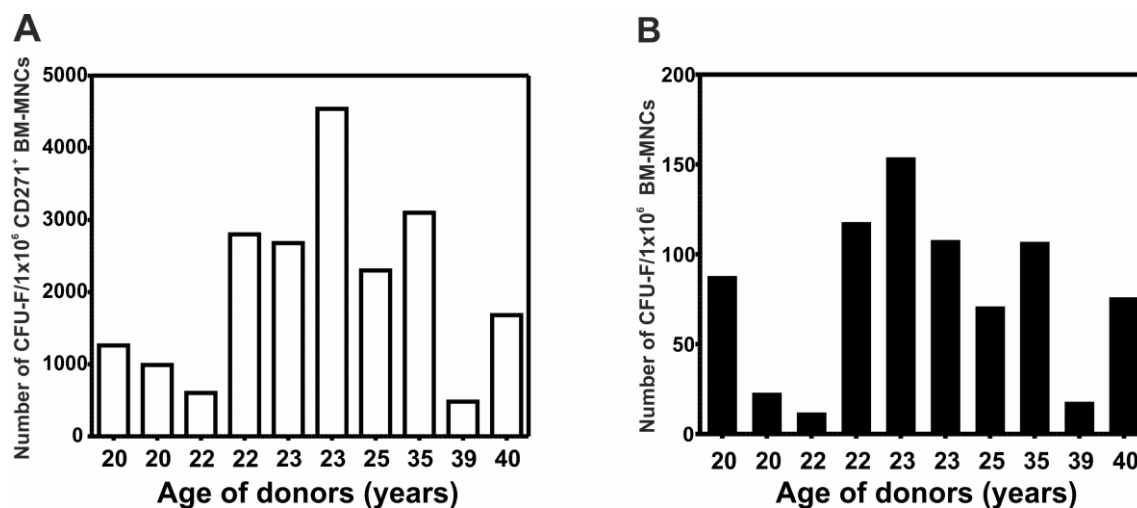 A
Number of CFU-F/1x10⁶ CD271⁺ BM-MNCs
5000
4000
3000
2000
1000
0
20 20 22 22 23 23 25 35 39 40
Age of donors (years)
B
Number of CFU-F/1x10⁶ BM-MNCs
200
150
100
50
0
20 20 22 22 23 23 25 35 39 40
Age of donors (years)